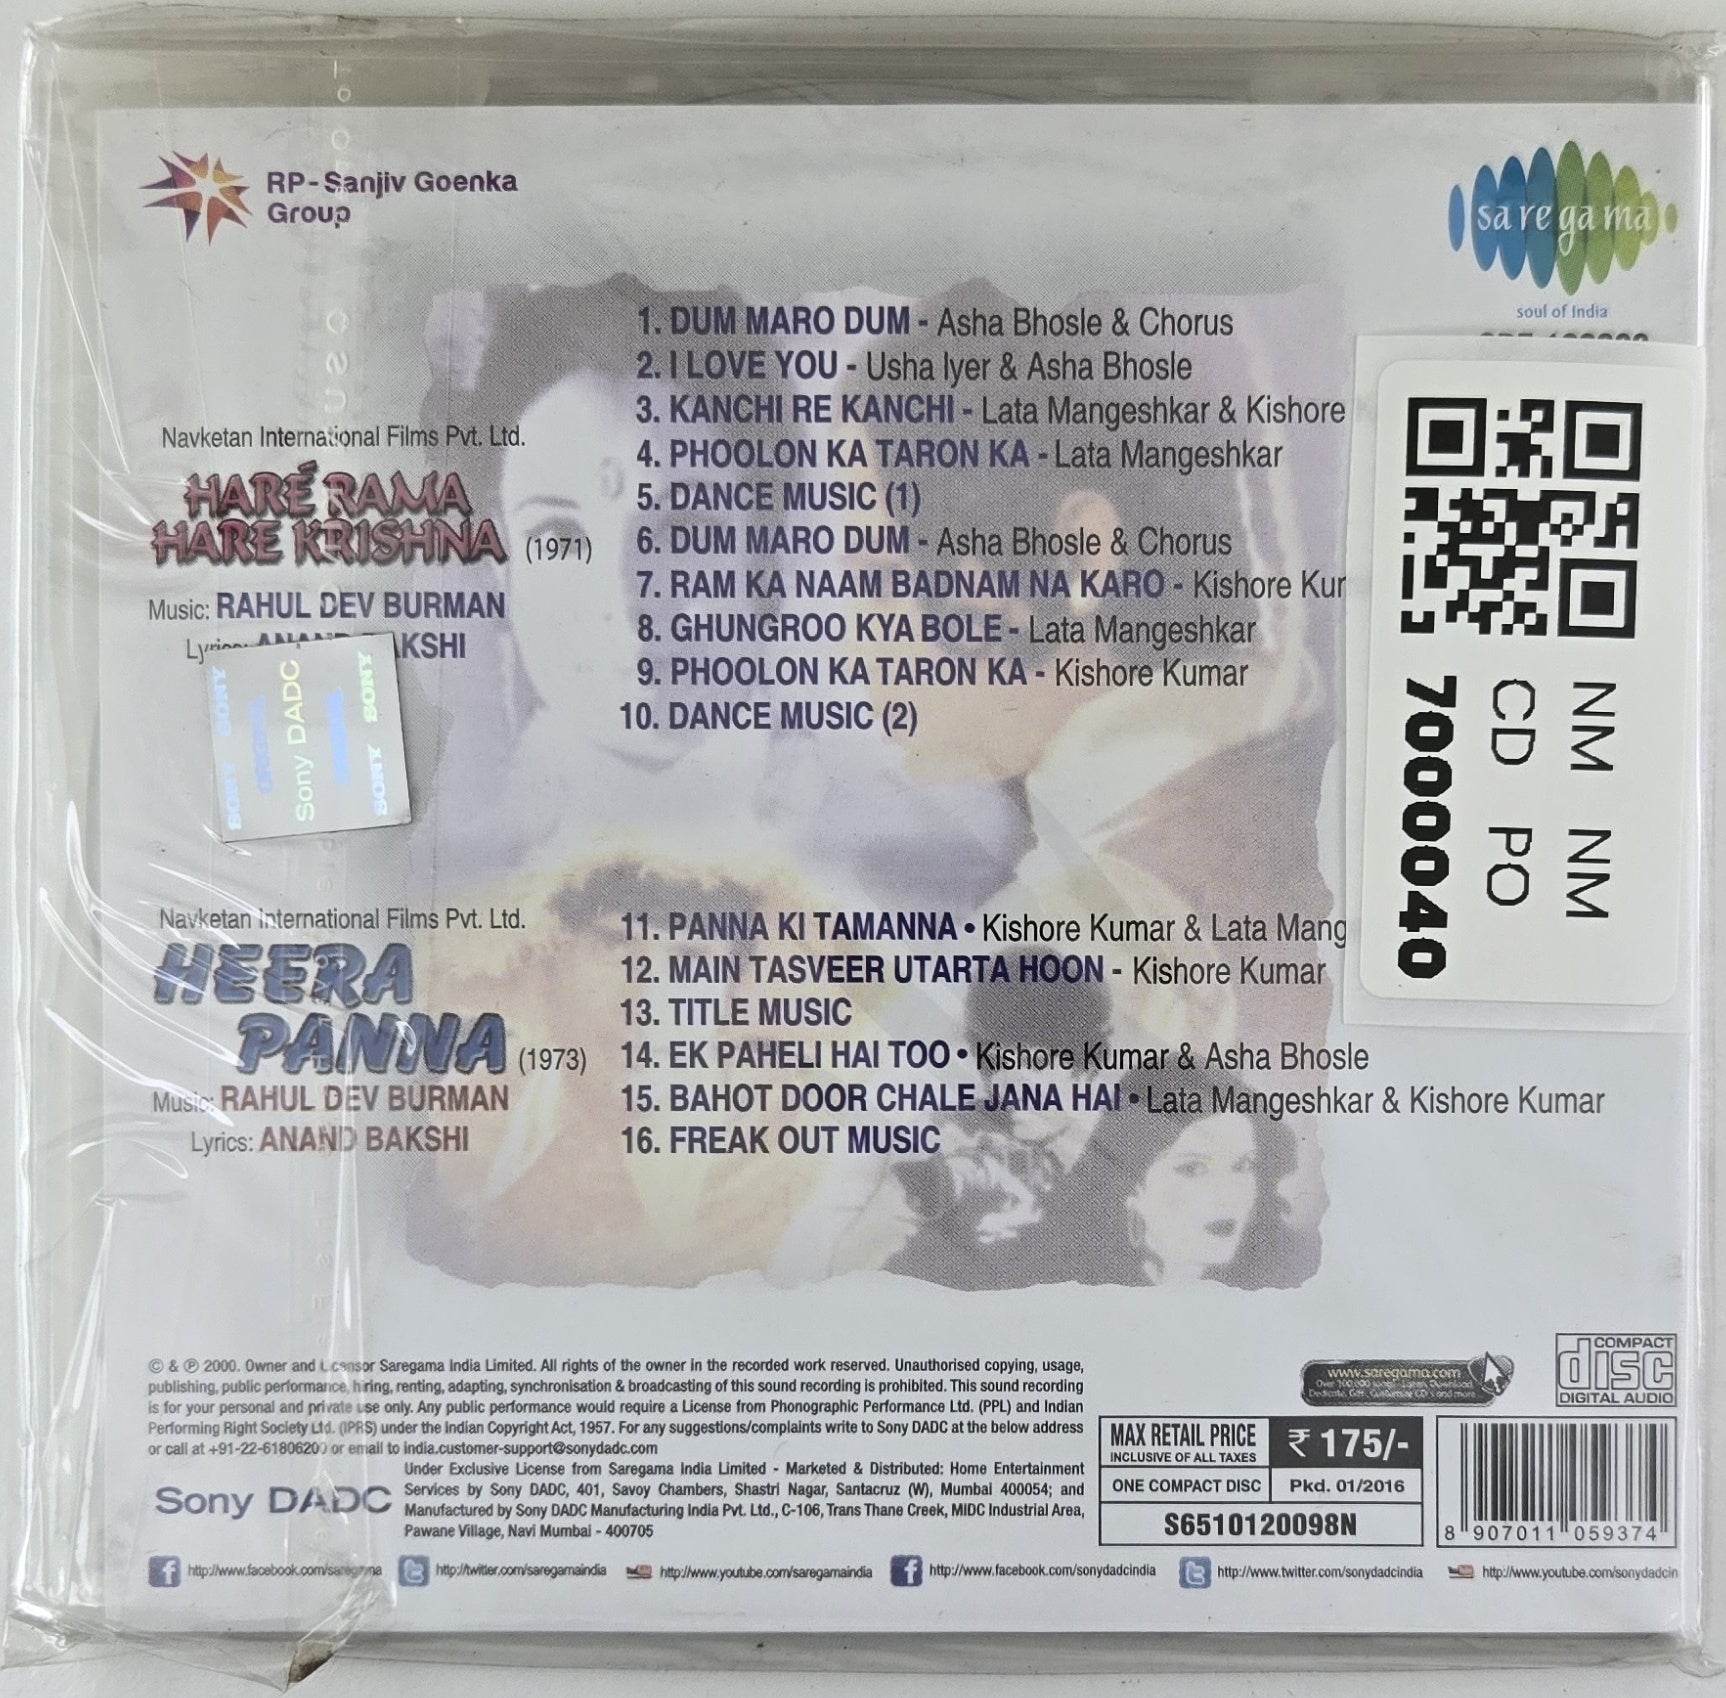 RP-Sanjiv Goenka
Group
sa re ga ma
soul of India
Navketan International Films Pvt. Ltd.
HARE RAMA
HARE KRISHNA (1971)
Music: RAHUL DEV BURMAN
1. DUM MARO DUM - Asha Bhosle & Chorus
2. I LOVE YOU - Usha Iyer & Asha Bhosle
3. KANCHI RE KANCHI - Lata Mangeshkar & Kishore
4. PHOOLON KA TARON KA - Lata Mangeshkar
5. DANCE MUSIC (1)
6. DUM MARO DUM - Asha Bhosle & Chorus
7. RAM KA NAAM BADNAM NA KARO - Kishore Kur
8. GHUNGROO KYA BOLE - Lata Mangeshkar
9. PHOOLON KA TARON KA - Kishore Kumar
10. DANCE MUSIC (2)
SONY SONY
ORIGINAL
Sony DADC
SONY SONY
NM NM
CD PO
7000040
Navketan International Films Pvt. Ltd.
HEERA
PANNA (1973)
Music: RAHUL DEV BURMAN
Lyrics: ANAND BAKSHI
11. PANNA KI TAMANNA • Kishore Kumar & Lata Mang
12. MAIN TASVEER UTARTA HOON - Kishore Kumar
13. TITLE MUSIC
14. EK PAHELI HAI TOO • Kishore Kumar & Asha Bhosle
15. BAHOT DOOR CHALE JANA HAI • Lata Mangeshkar & Kishore Kumar
16. FREAK OUT MUSIC
© & ℗ 2000. Owner and Licensor Saregama India Limited. All rights of the owner in the recorded work reserved. Unauthorised copying, usage,
publishing, public performance, hiring, renting, adapting, synchronisation & broadcasting of this sound recording is prohibited. This sound recording
is for your personal and private use only. Any public performance would require a License from Phonographic Performance Ltd. (PPL) and Indian
Performing Right Society Ltd. (IPRS) under the Indian Copyright Act, 1957. For any suggestions/complaints write to Sony DADC at the below address
or call at +91-22-61806200 or email to india.customer-support@sonydadc.com
Sony DADC
Under Exclusive License from Saregama India Limited - Marketed & Distributed: Home Entertainment
Services by Sony DADC, 401, Savoy Chambers, Shastri Nagar, Santacruz (W), Mumbai 400054; and
Manufactured by Sony DADC Manufacturing India Pvt. Ltd., C-106, Trans Thane Creek, MIDC Industrial Area,
Pawane Village, Navi Mumbai - 400705
www.saregama.com
COMPACT
disc
DIGITAL AUDIO
MAX RETAIL PRICE
INCLUSIVE OF ALL TAXES
₹ 175/-
ONE COMPACT DISC
Pkd. 01/2016
S6510120098N
8 907011 059374
http://www.facebook.com/saregama
http://twitter.com/saregamaindia
http://www.youtube.com/saregamaindia
http://www.facebook.com/sonydadcindia
http://www.twitter.com/sonydadcindia
http://www.youtube.com/sonydadcin